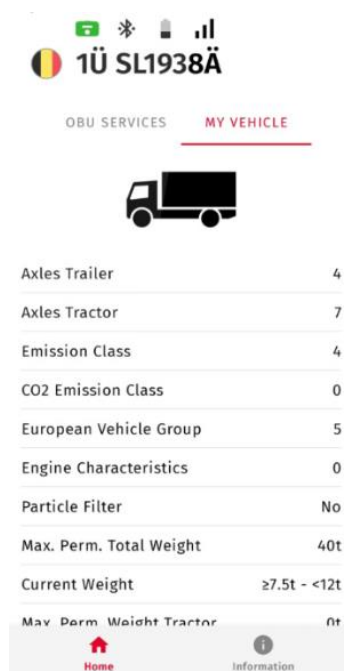 1Ü SL1938Ä
OBU SERVICES MY VEHICLE
Axles Trailer 4
Axles Tractor 7
Emission Class 4
CO2 Emission Class 0
European Vehicle Group 5
Engine Characteristics 0
Particle Filter No
Max. Perm. Total Weight 40t
Current Weight ≥7.5t - <12t
Max. Perm. Weight Tractor 0t
Home Information